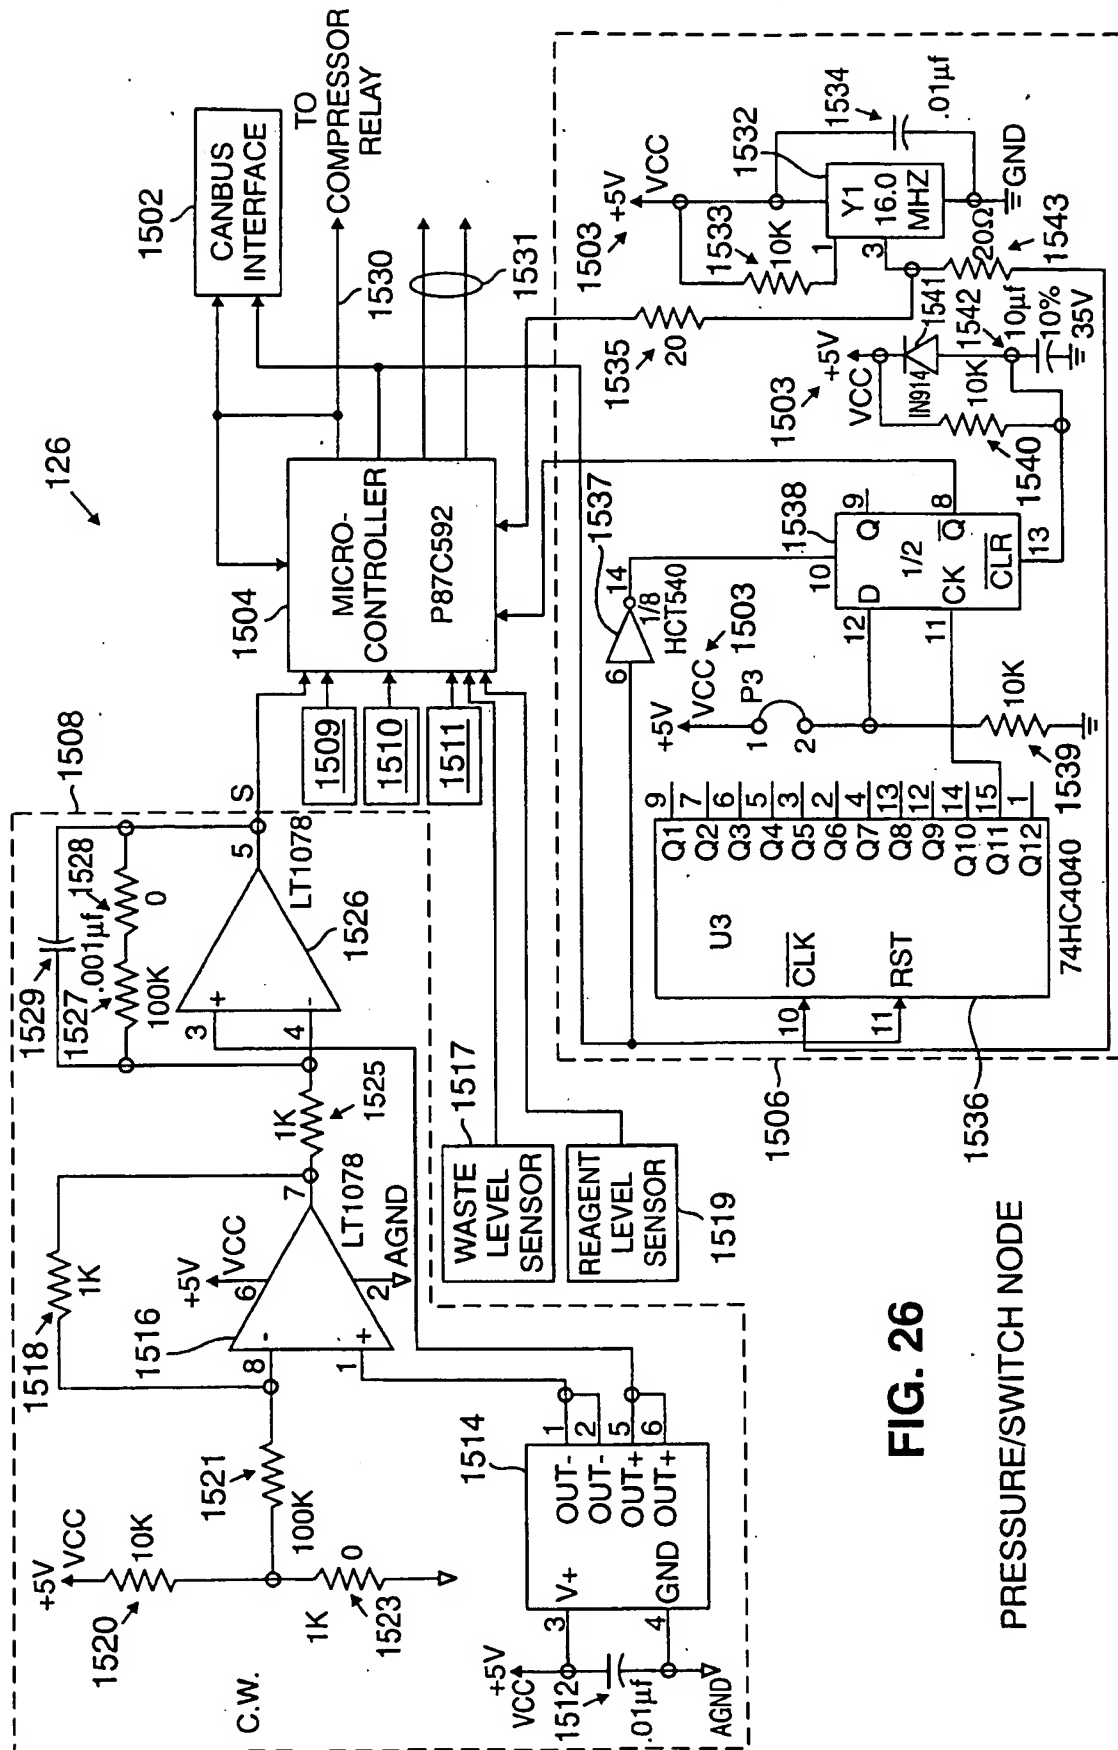 126
1502
CANBUS
INTERFACE
TO
COMPRESSOR
RELAY
1530
1531
1504
MICRO-
CONTROLLER
P87C592
1508
S
1509
1510
1511
1529
.001µf
1528
0
1527
100K
3
+
4
-
5
LT1078
1526
1K
1525
1518
1K
1516
+5V
VCC
6
8
-
1
+
7
LT1078
2
AGND
+5V
VCC
1520
10K
1521
100K
1K
0
1523
C.W.
1514
+5V
VCC
3
V+
OUT-
1
OUT-
2
OUT+
5
OUT+
6
GND
4
1512
.01µf
AGND
1517
WASTE
LEVEL
SENSOR
REAGENT
LEVEL
SENSOR
1519
1506
1536
U3
CLK
10
RST
11
74HC4040
Q1
9
Q2
7
Q3
6
Q4
5
Q5
3
Q6
2
Q7
4
Q8
13
Q9
12
Q10
14
Q11
15
Q12
1
+5V
VCC
1503
P3
1
2
10K
1539
1537
6
14
1/8
HCT540
1538
10
D
12
CK
11
1/2
Q
9
Q
8
CLR
13
1503
+5V
VCC
IN914
1541
10K
1540
1542
10µf
10%
35V
1535
20
1503
+5V
VCC
1533
10K
1
3
Y1
16.0
MHZ
1532
1534
.01µf
GND
20Ω
1543
FIG. 26
PRESSURE/SWITCH NODE